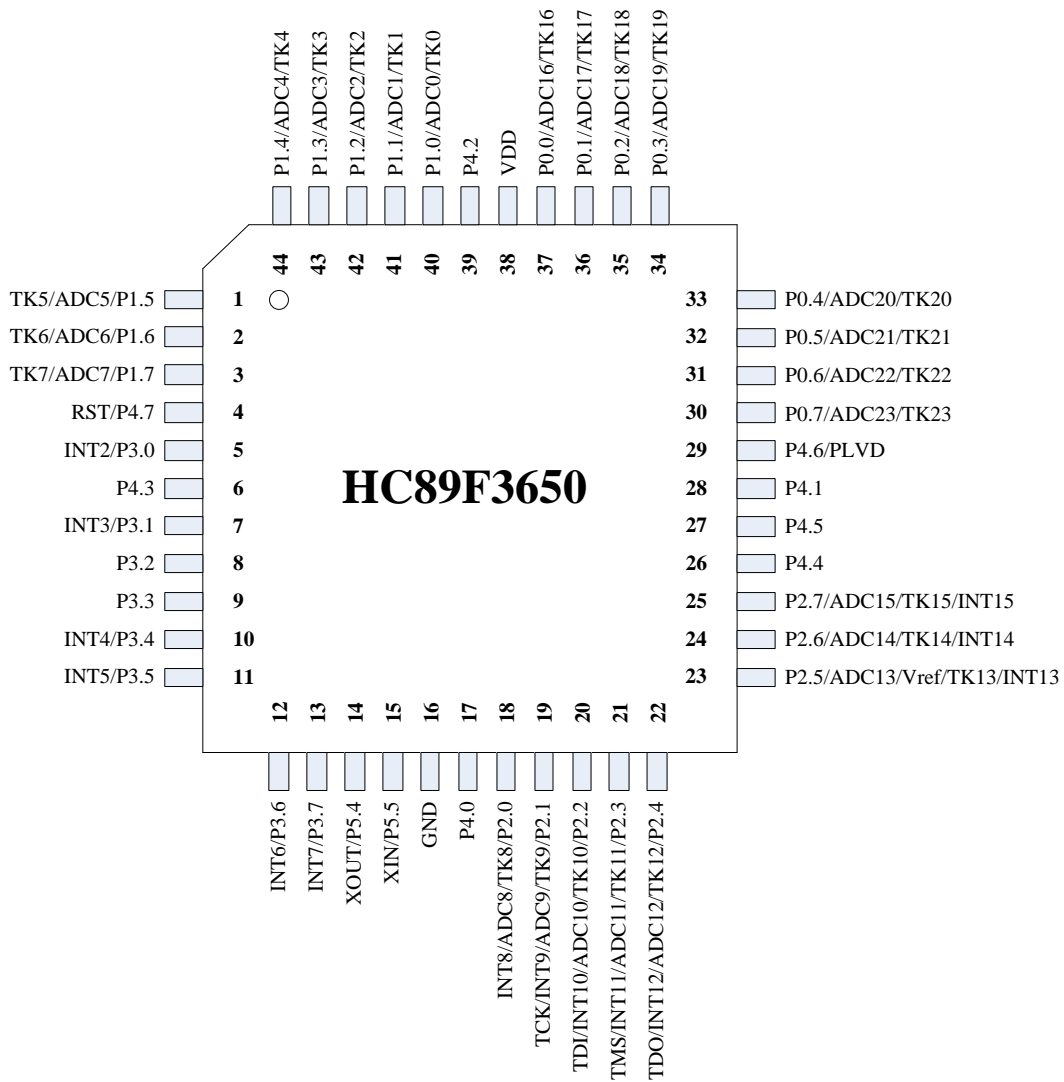 P1.4/ADC4/TK4
P1.3/ADC3/TK3
P1.2/ADC2/TK2
P1.1/ADC1/TK1
P1.0/ADC0/TK0
P4.2
VDD
P0.0/ADC16/TK16
P0.1/ADC17/TK17
P0.2/ADC18/TK18
P0.3/ADC19/TK19
44
43
42
41
40
39
38
37
36
35
34
TK5/ADC5/P1.5
1
TK6/ADC6/P1.6
2
TK7/ADC7/P1.7
3
RST/P4.7
4
INT2/P3.0
5
P4.3
6
INT3/P3.1
7
P3.2
8
P3.3
9
INT4/P3.4
10
INT5/P3.5
11
HC89F3650
33
P0.4/ADC20/TK20
32
P0.5/ADC21/TK21
31
P0.6/ADC22/TK22
30
P0.7/ADC23/TK23
29
P4.6/PLVD
28
P4.1
27
P4.5
26
P4.4
25
P2.7/ADC15/TK15/INT15
24
P2.6/ADC14/TK14/INT14
23
P2.5/ADC13/Vref/TK13/INT13
12
13
14
15
16
17
18
19
20
21
22
INT6/P3.6
INT7/P3.7
XOUT/P5.4
XIN/P5.5
GND
P4.0
INT8/ADC8/TK8/P2.0
TCK/INT9/ADC9/TK9/P2.1
TDI/INT10/ADC10/TK10/P2.2
TMS/INT11/ADC11/TK11/P2.3
TDO/INT12/ADC12/TK12/P2.4